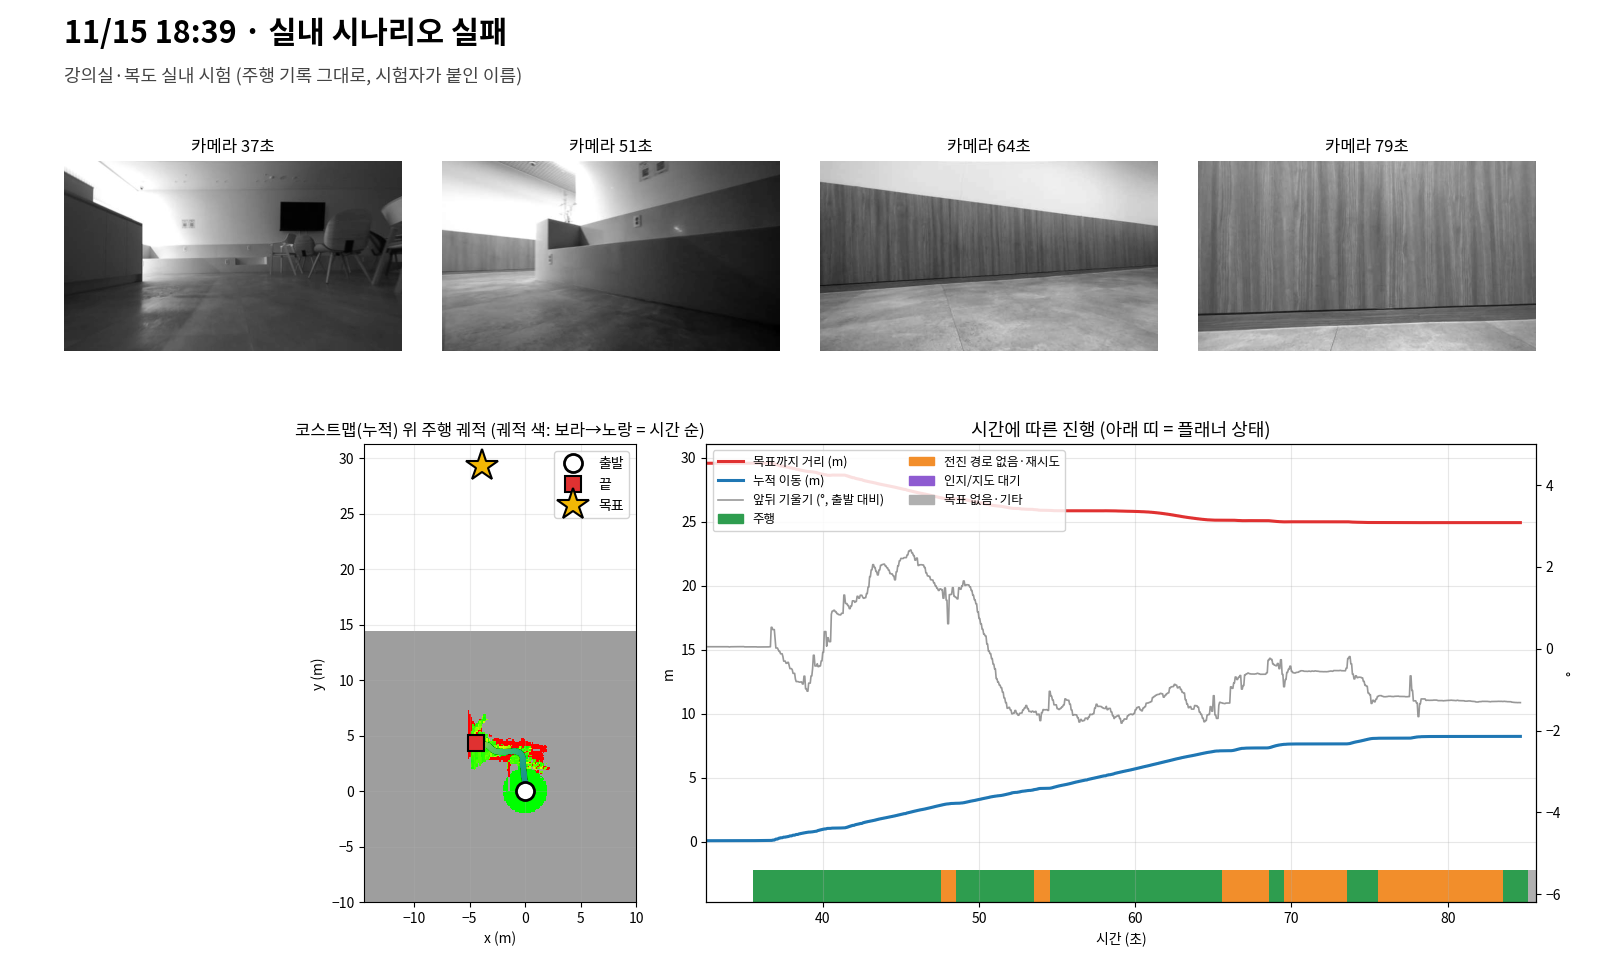 11/15 18:39 · 실내 시나리오 실패
강의실·복도 실내 시험 (주행 기록 그대로, 시험자가 붙인 이름)
카메라 37초
카메라 51초
카메라 64초
카메라 79초
코스트맵(누적) 위 주행 궤적 (궤적 색: 보라→노랑 = 시간 순)
출발
끝
목표
y (m)
30
25
20
15
10
5
0
−5
−10
−10
−5
0
5
10
x (m)
시간에 따른 진행 (아래 띠 = 플래너 상태)
목표까지 거리 (m)
누적 이동 (m)
앞뒤 기울기 (°, 출발 대비)
주행
전진 경로 없음·재시도
인지/지도 대기
목표 없음·기타
m
30
25
20
15
10
5
0
4
2
0
−2
−4
−6
°
40
50
60
70
80
시간 (초)